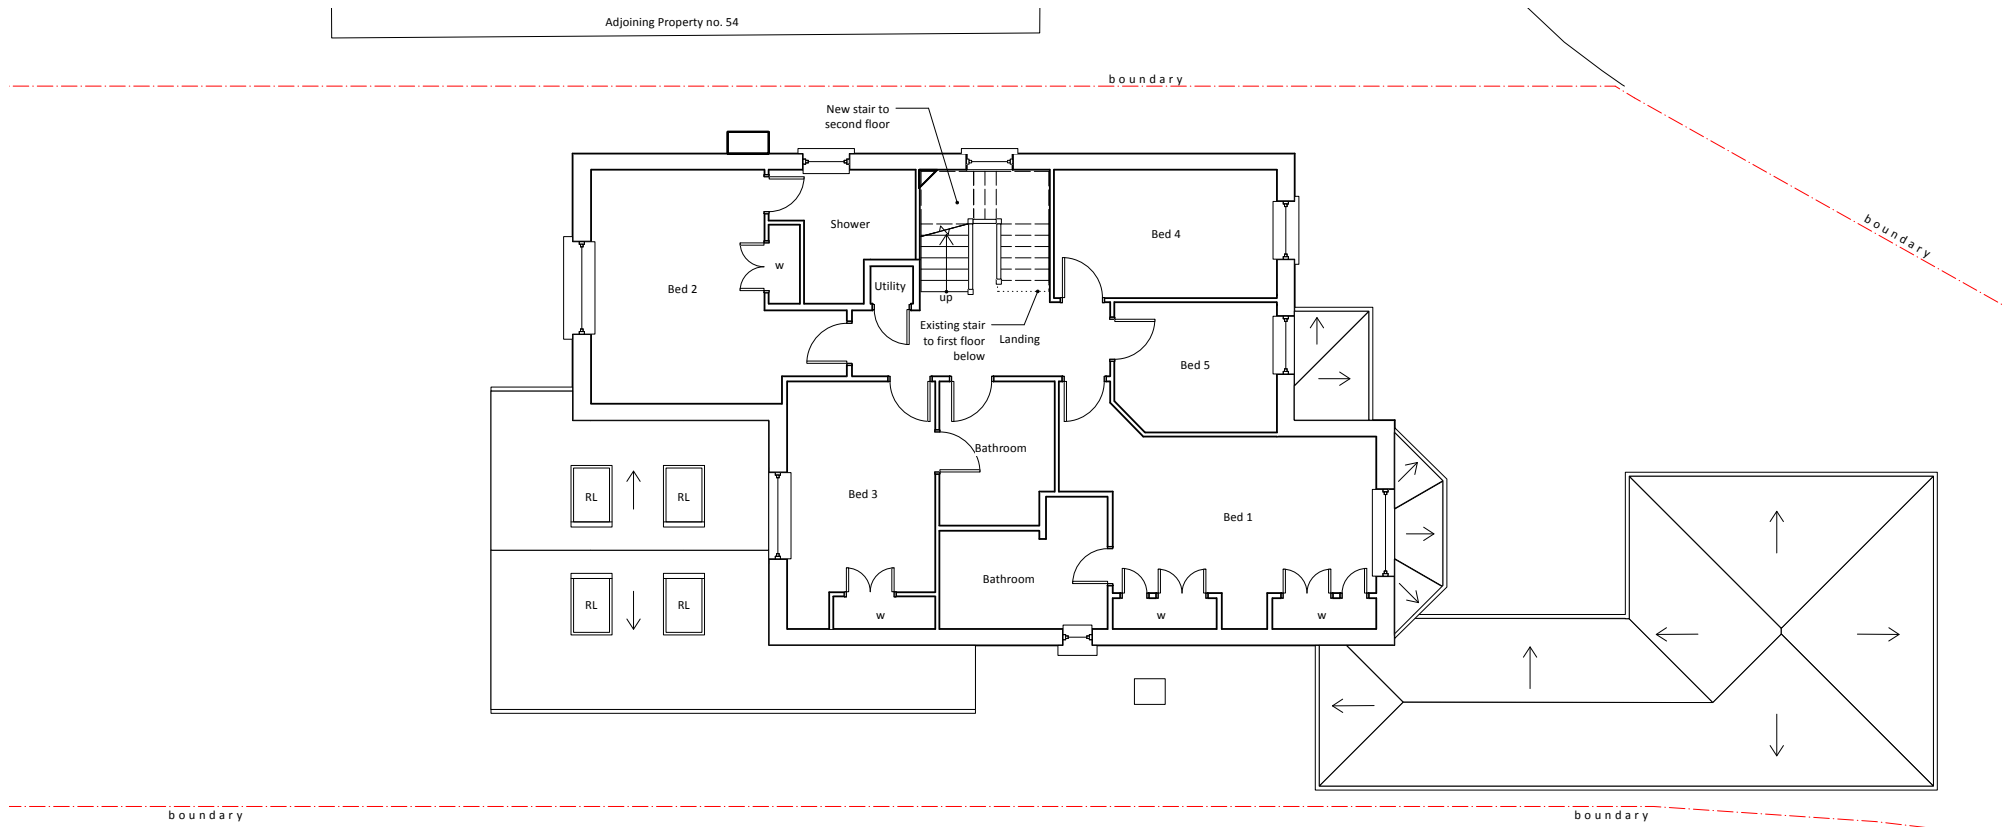 Adjoining Property no. 54
boundary
New stair to
second floor
boundary
Shower
Bed 4
w
Bed 2
Utility
up
Existing stair
to first floor
below
Landing
Bed 5
Bathroom
Bed 3
RL
RL
Bed 1
Bathroom
RL
RL
w
w
w
boundary
boundary